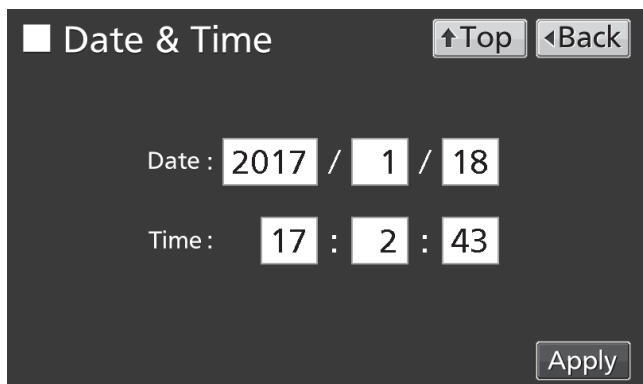 Date & Time
↑Top
◂Back
Date : 2017 / 1 / 18
Time : 17 : 2 : 43
Apply